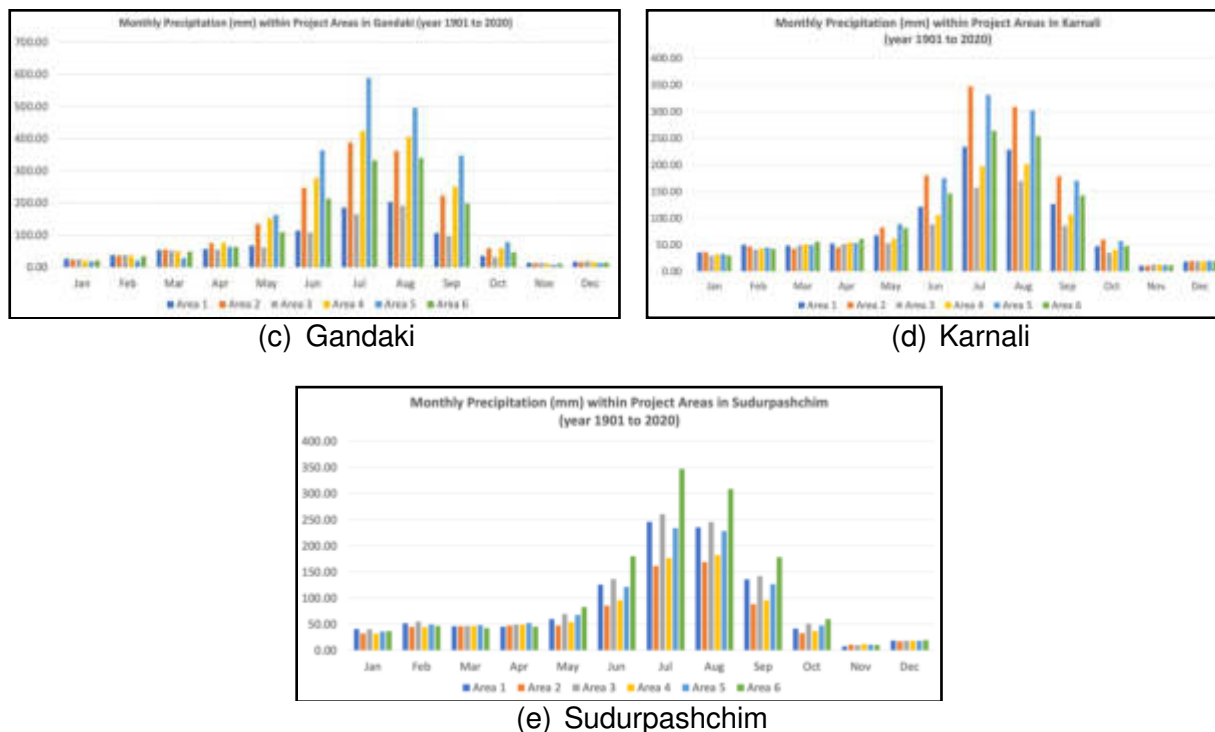 Monthly Precipitation (mm) within Project Areas in Gandaki (year 1901 to 2020)
700.00
600.00
500.00
400.00
300.00
200.00
100.00
0.00
Jan Feb Mar Apr May Jun Jul Aug Sep Oct Nov Dec
Area 1 Area 2 Area 3 Area 4 Area 5 Area 6
(c) Gandaki
Monthly Precipitation (mm) within Project Areas in Karnali
(year 1901 to 2020)
400.00
350.00
300.00
250.00
200.00
150.00
100.00
50.00
0.00
Jan Feb Mar Apr May Jun Jul Aug Sep Oct Nov Dec
Area 1 Area 2 Area 3 Area 4 Area 5 Area 6
(d) Karnali
Monthly Precipitation (mm) within Project Areas in Sudurpashchim
(year 1901 to 2020)
400.00
350.00
300.00
250.00
200.00
150.00
100.00
50.00
0.00
Jan Feb Mar Apr May Jun Jul Aug Sep Oct Nov Dec
Area 1 Area 2 Area 3 Area 4 Area 5 Area 6
(e) Sudurpashchim